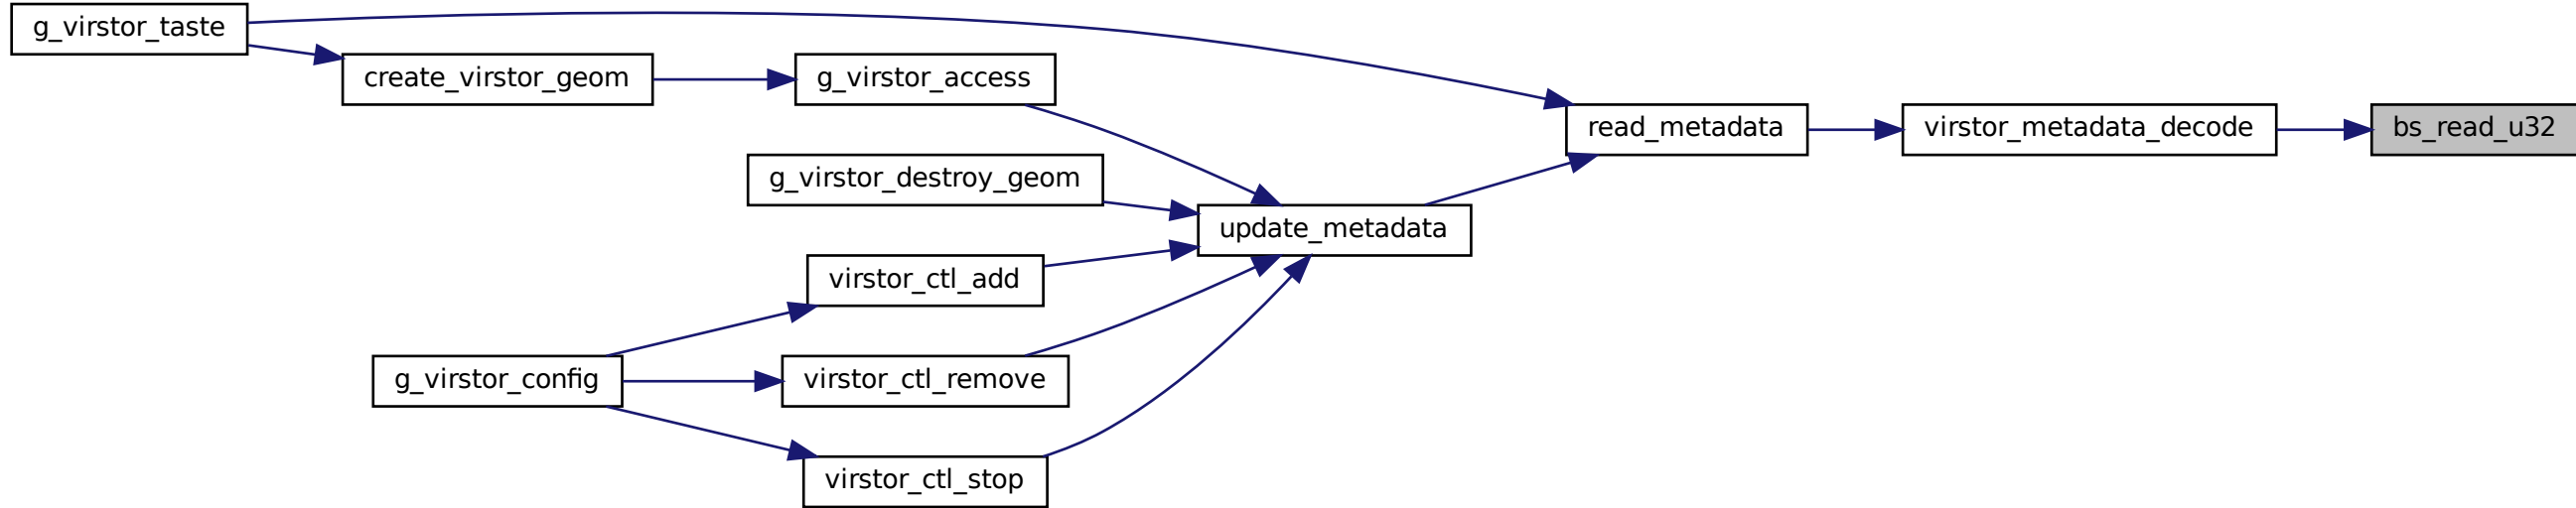 g_virstor_taste
create_virstor_geom
g_virstor_access
read_metadata
virstor_metadata_decode
bs_read_u32
g_virstor_destroy_geom
update_metadata
virstor_ctl_add
g_virstor_config
virstor_ctl_remove
virstor_ctl_stop